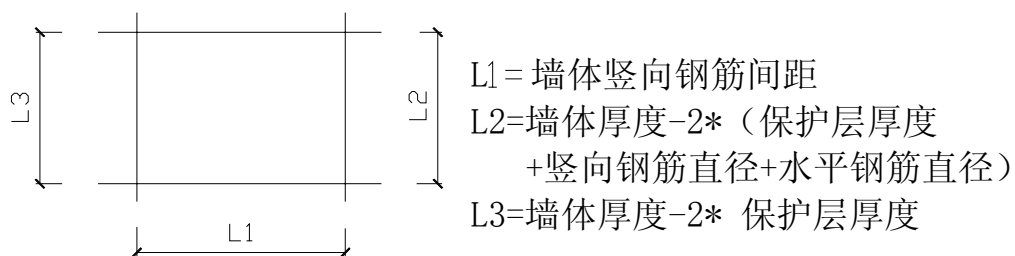 L3
L2
L1
L1=墙体竖向钢筋间距
L2=墙体厚度-2*（保护层厚度
+竖向钢筋直径+水平钢筋直径）
L3=墙体厚度-2* 保护层厚度